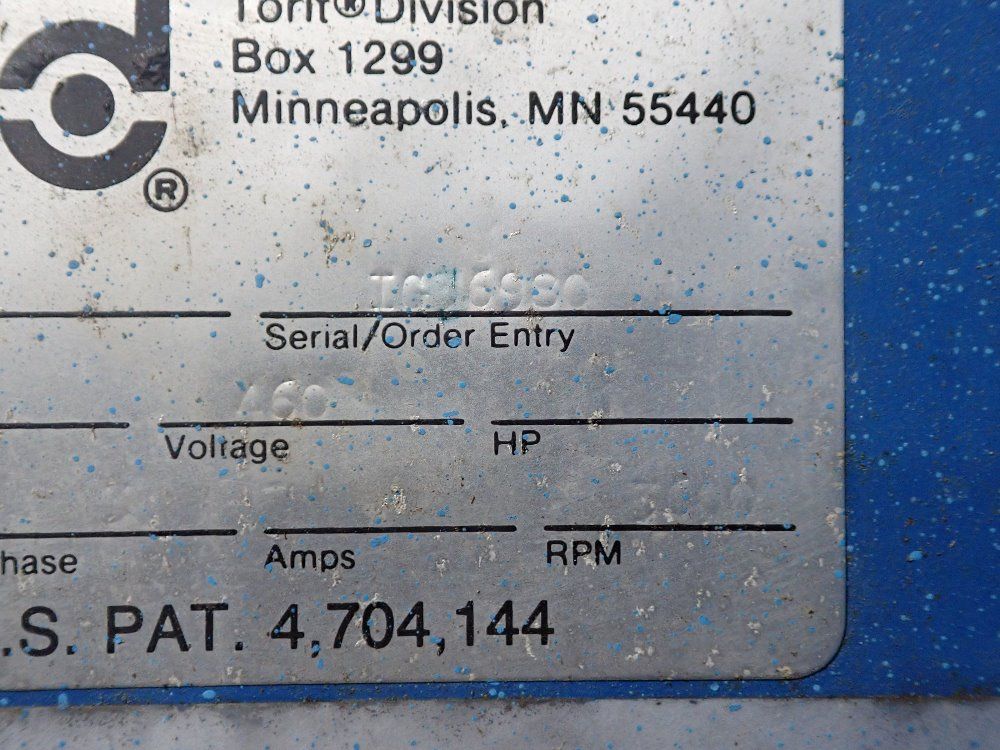 Torit® Division
Box 1299
Minneapolis, MN 55440
®
Serial/Order Entry
460
Voltage
HP
hase
Amps
RPM
.S. PAT. 4,704,144